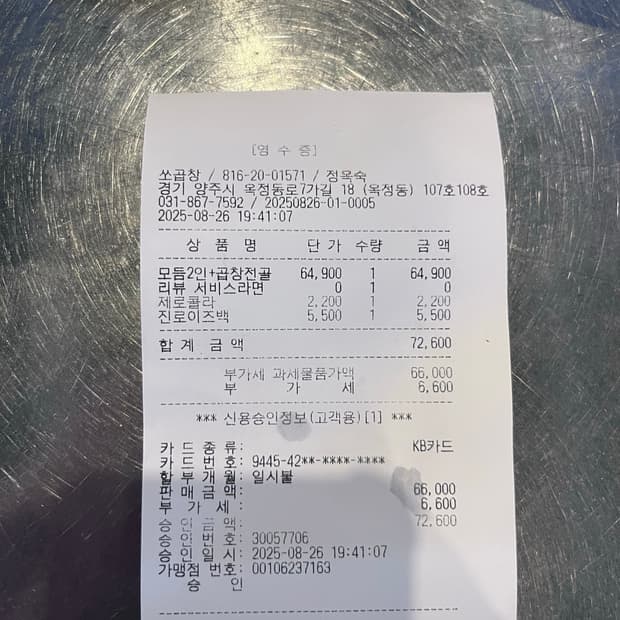 [영 수 증]
쏘곱창 / 816-20-01571 / 정옥숙
경기 양주시 옥정동로7가길 18 (옥정동) 107호108호
031-867-7592 / 20250826-01-0005
2025-08-26 19:41:07
상 품 명 단 가 수량 금 액
모듬2인+곱창전골 64,900 1 64,900
리뷰 서비스라면 0 1 0
제로콜라 2,200 1 2,200
진로이즈백 5,500 1 5,500
합 계 금 액 72,600
부가세 과세물품가액 66,000
부 가 세 6,600
*** 신용승인정보(고객용)[1] ***
카 드 종 류: KB카드
카 드 번 호: 9445-42**-****-****
할 부 개 월: 일시불
판 매 금 액: 66,000
부 가 세 : 6,600
승 인 금 액: 72,600
승 인 번 호: 30057706
승 인 일 시: 2025-08-26 19:41:07
가맹점 번호: 00106237163
승 인